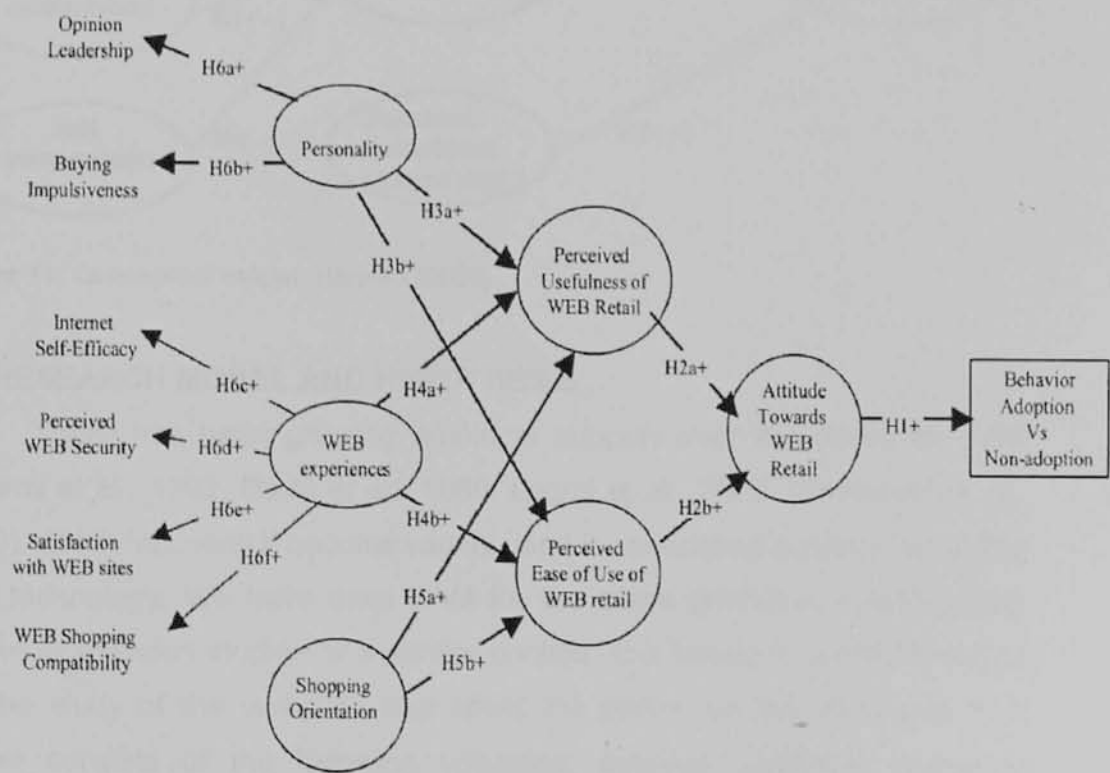 Opinion
Leadership
H6a+
Personality
Buying
Impulsiveness
H6b+
H3a+
H3b+
Perceived
Usefulness of
WEB Retail
Internet
Self-Efficacy
H6c+
H4a+
H2a+
Perceived
WEB Security
H6d+
WEB
experiences
Attitude
Towards
WEB
Retail
H1+
Behavior
Adoption
Vs
Non-adoption
H6e+
Satisfaction
with WEB sites
H6f+
H4b+
H2b+
Perceived
Ease of Use of
WEB retail
H5a+
WEB Shopping
Compatibility
Shopping
Orientation
H5b+